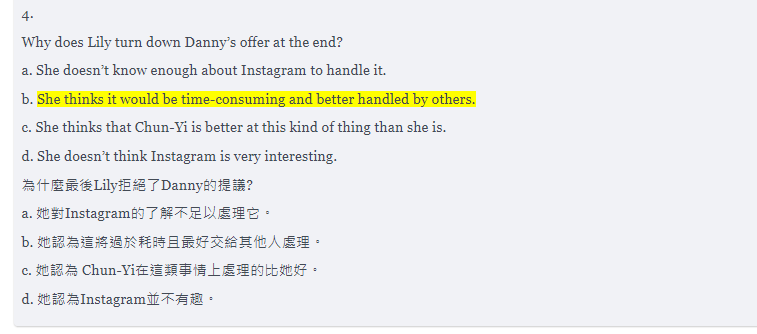 4.
Why does Lily turn down Danny’s offer at the end?
a. She doesn’t know enough about Instagram to handle it.
b. She thinks it would be time-consuming and better handled by others.
c. She thinks that Chun-Yi is better at this kind of thing than she is.
d. She doesn’t think Instagram is very interesting.
為什麼最後Lily拒絕了Danny的提議?
a. 她對Instagram的了解不足以處理它。
b. 她認為這將過於耗時且最好交給其他人處理。
c. 她認為 Chun-Yi在這類事情上處理的比她好。
d. 她認為Instagram並不有趣。